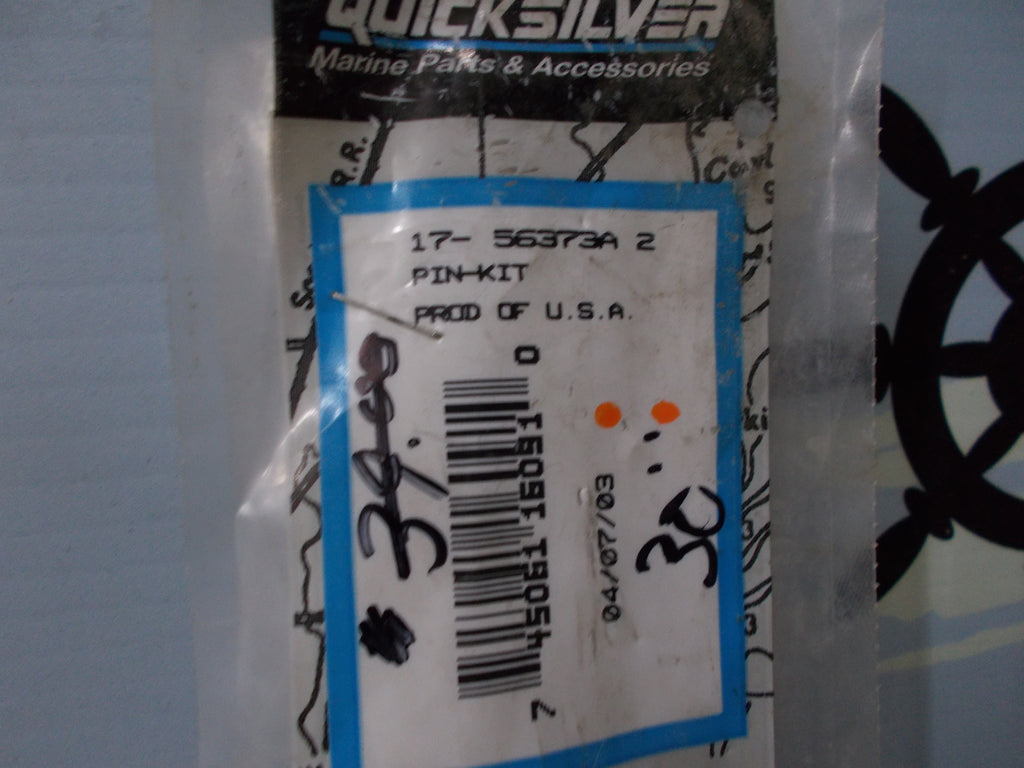 QUICKSILVER
Marine Parts & Accessories
R.R.
17- 56373A 2
PIN-KIT
PROD OF U.S.A.
7 45061 16091 0
04/07/03
30